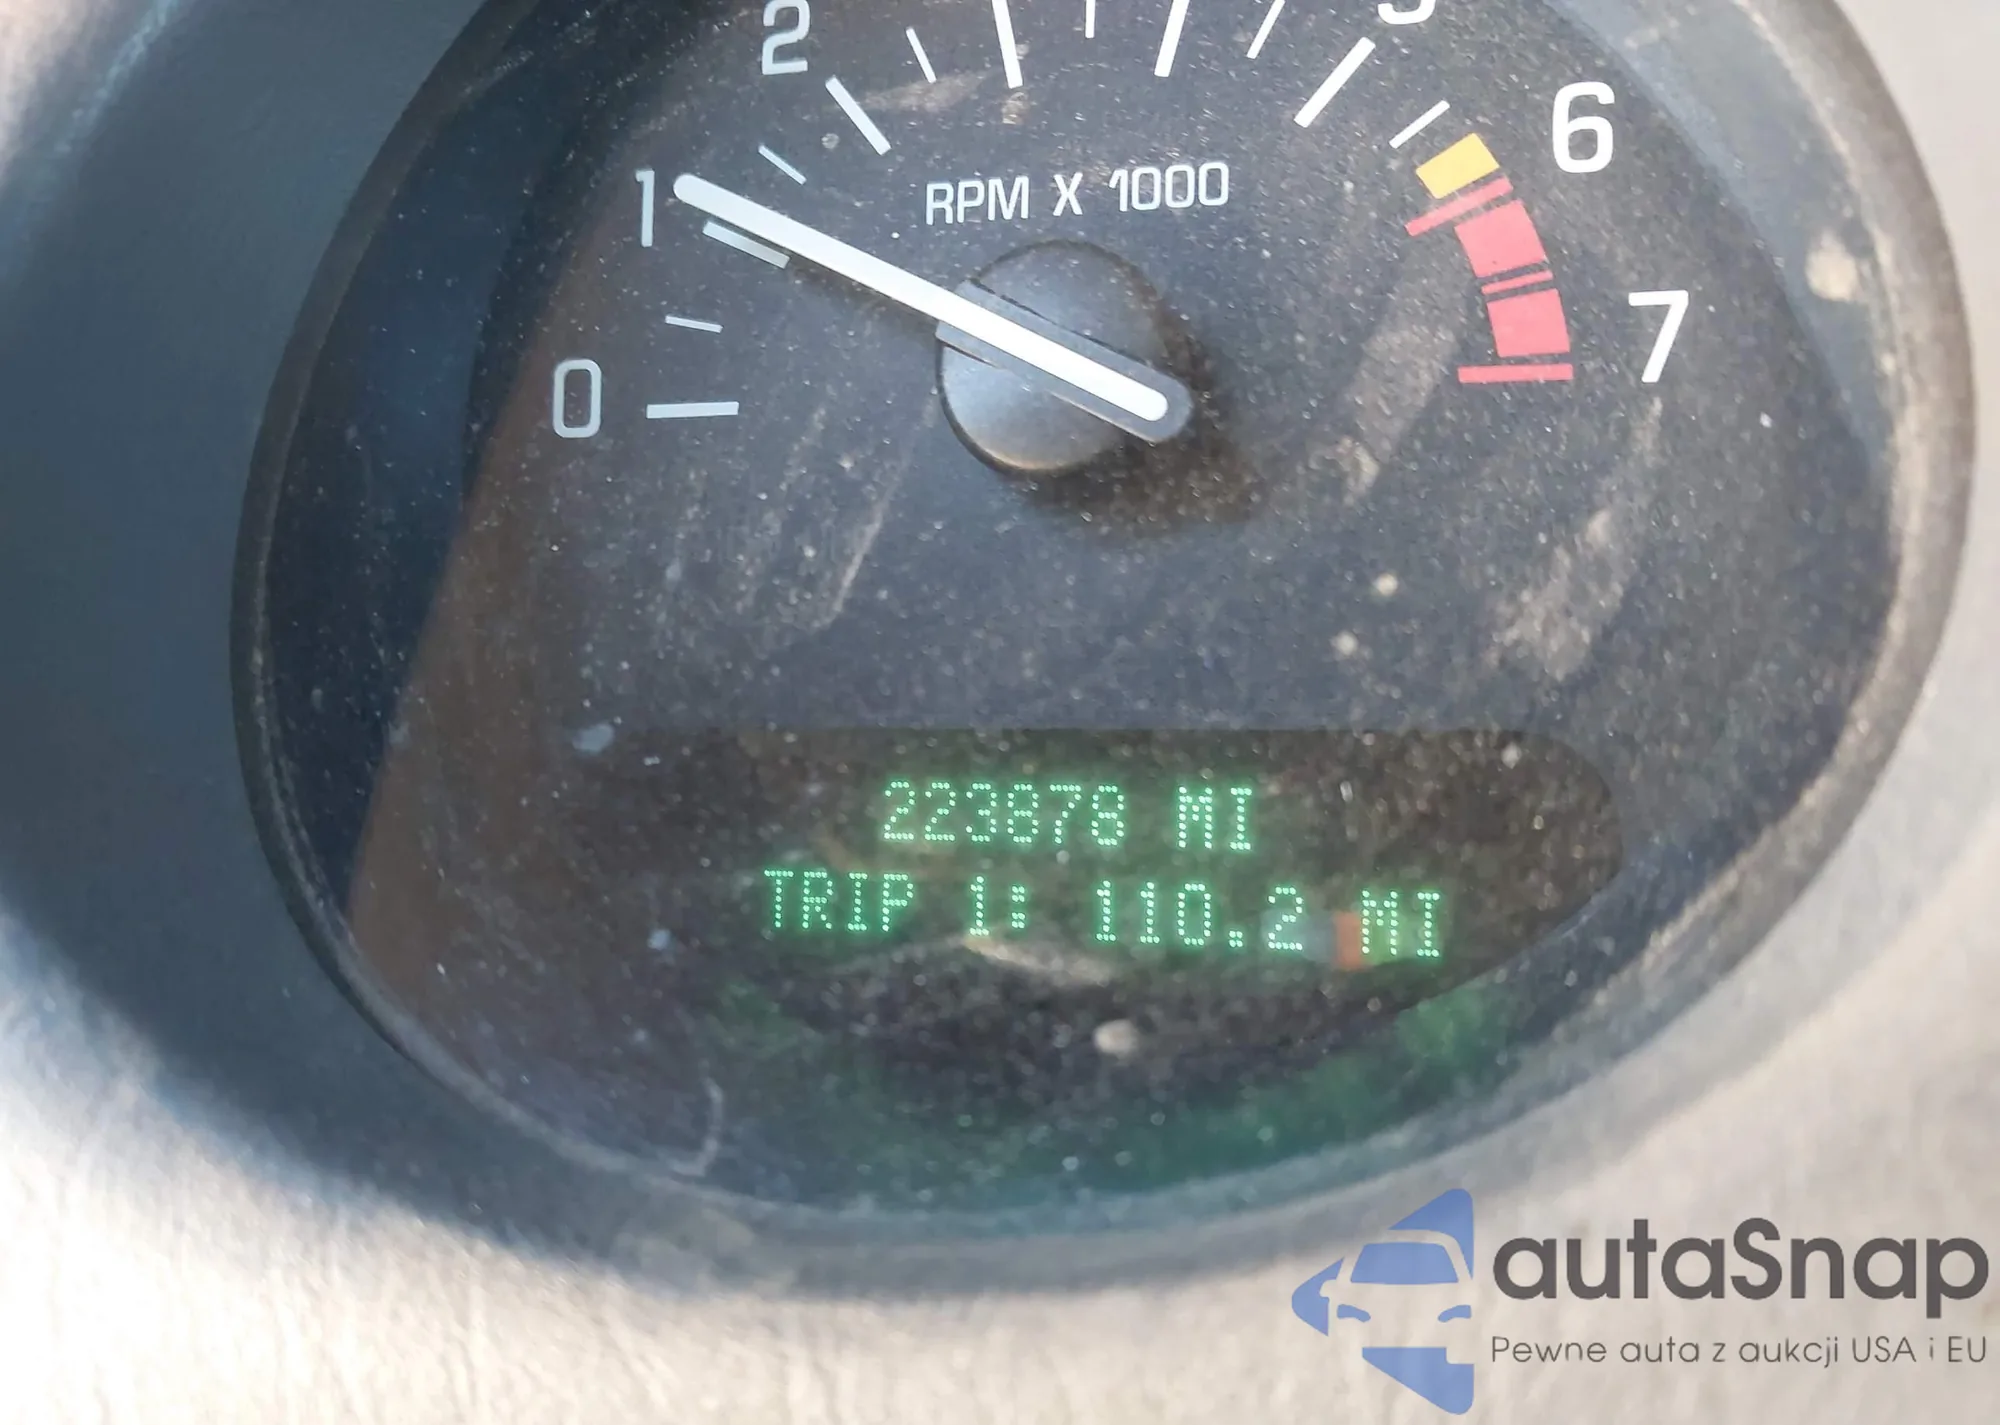 2
5
6
1
RPM X 1000
7
0
223878 MI
TRIP 1: 110.2 MI
autaSnap
Pewne auta z aukcji USA i EU